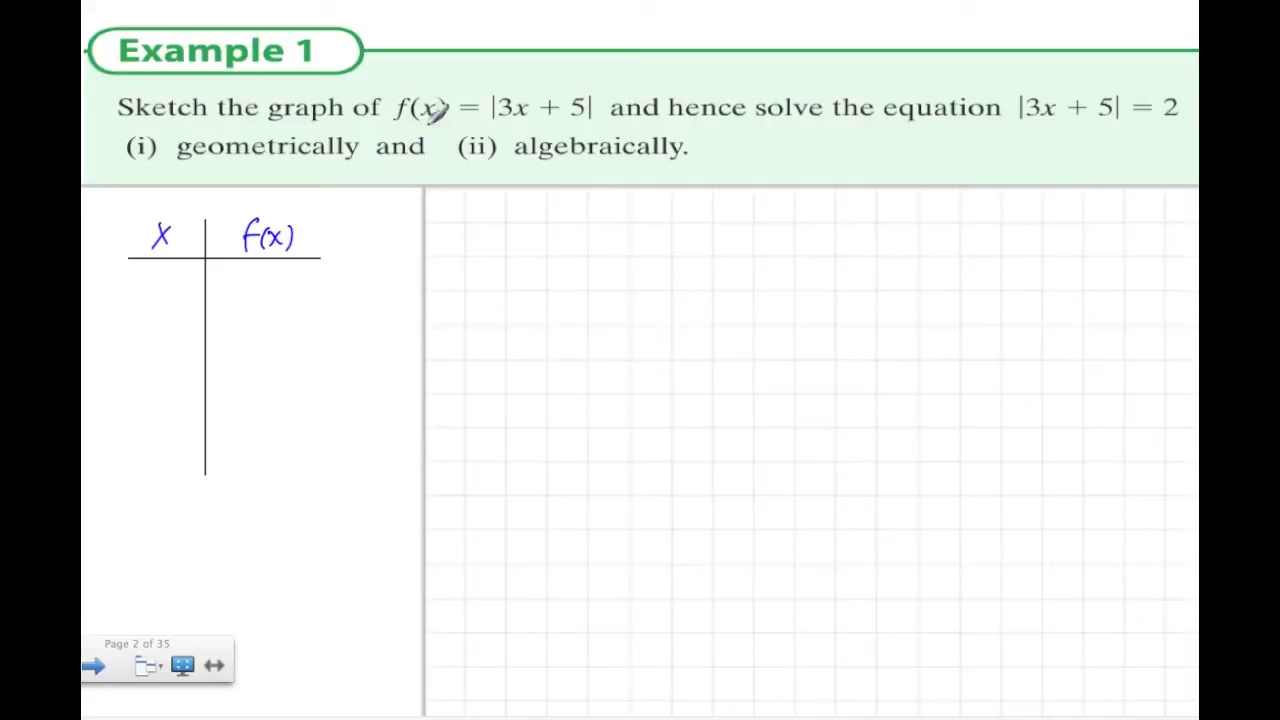 Example 1
Sketch the graph of f(x) = |3x + 5| and hence solve the equation |3x + 5| = 2
(i) geometrically and (ii) algebraically.
x f(x)
Page 2 of 35